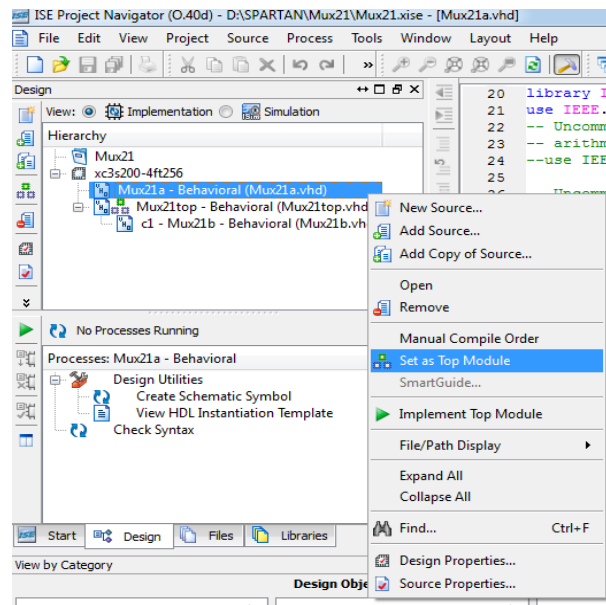 ISE Project Navigator (O.40d) - D:\SPARTAN\Mux21\Mux21.xise - [Mux21a.vhd]
File Edit View Project Source Process Tools Window Layout Help
Design
View: Implementation Simulation
Hierarchy
Mux21
xc3s200-4ft256
Mux21a - Behavioral (Mux21a.vhd)
Mux21top - Behavioral (Mux21top.vhd
c1 - Mux21b - Behavioral (Mux21b.vh
No Processes Running
Processes: Mux21a - Behavioral
Design Utilities
Create Schematic Symbol
View HDL Instantiation Template
Check Syntax
Start Design Files Libraries
View by Category
Design Obje
20 library I
21 use IEEE.
22 -- Uncomm
23 -- arithm
24 --use IEE
25
New Source...
Add Source...
Add Copy of Source...
Open
Remove
Manual Compile Order
Set as Top Module
SmartGuide...
Implement Top Module
File/Path Display
Expand All
Collapse All
Find... Ctrl+F
Design Properties...
Source Properties...